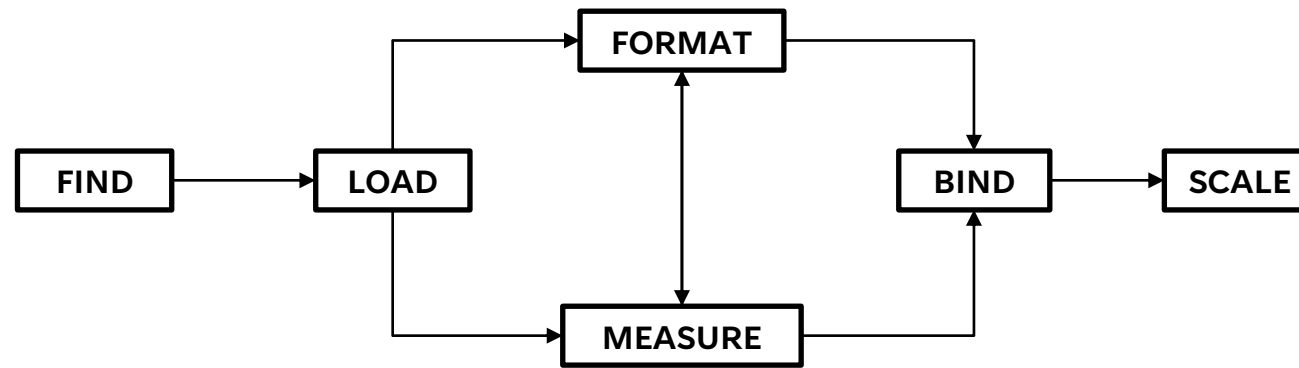 FORMAT
FIND
LOAD
BIND
SCALE
MEASURE